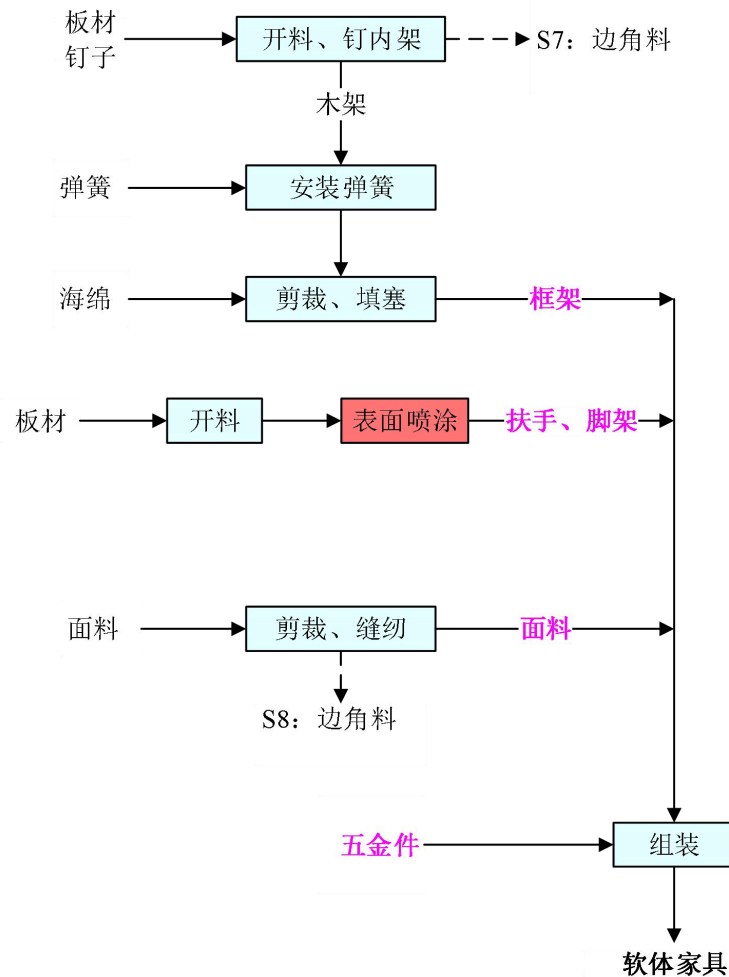 板材
钉子
开料、钉内架
S7：边角料
木架
弹簧
安装弹簧
海绵
剪裁、填塞
框架
板材
开料
表面喷涂
扶手、脚架
面料
剪裁、缝纫
面料
S8：边角料
五金件
组装
软体家具